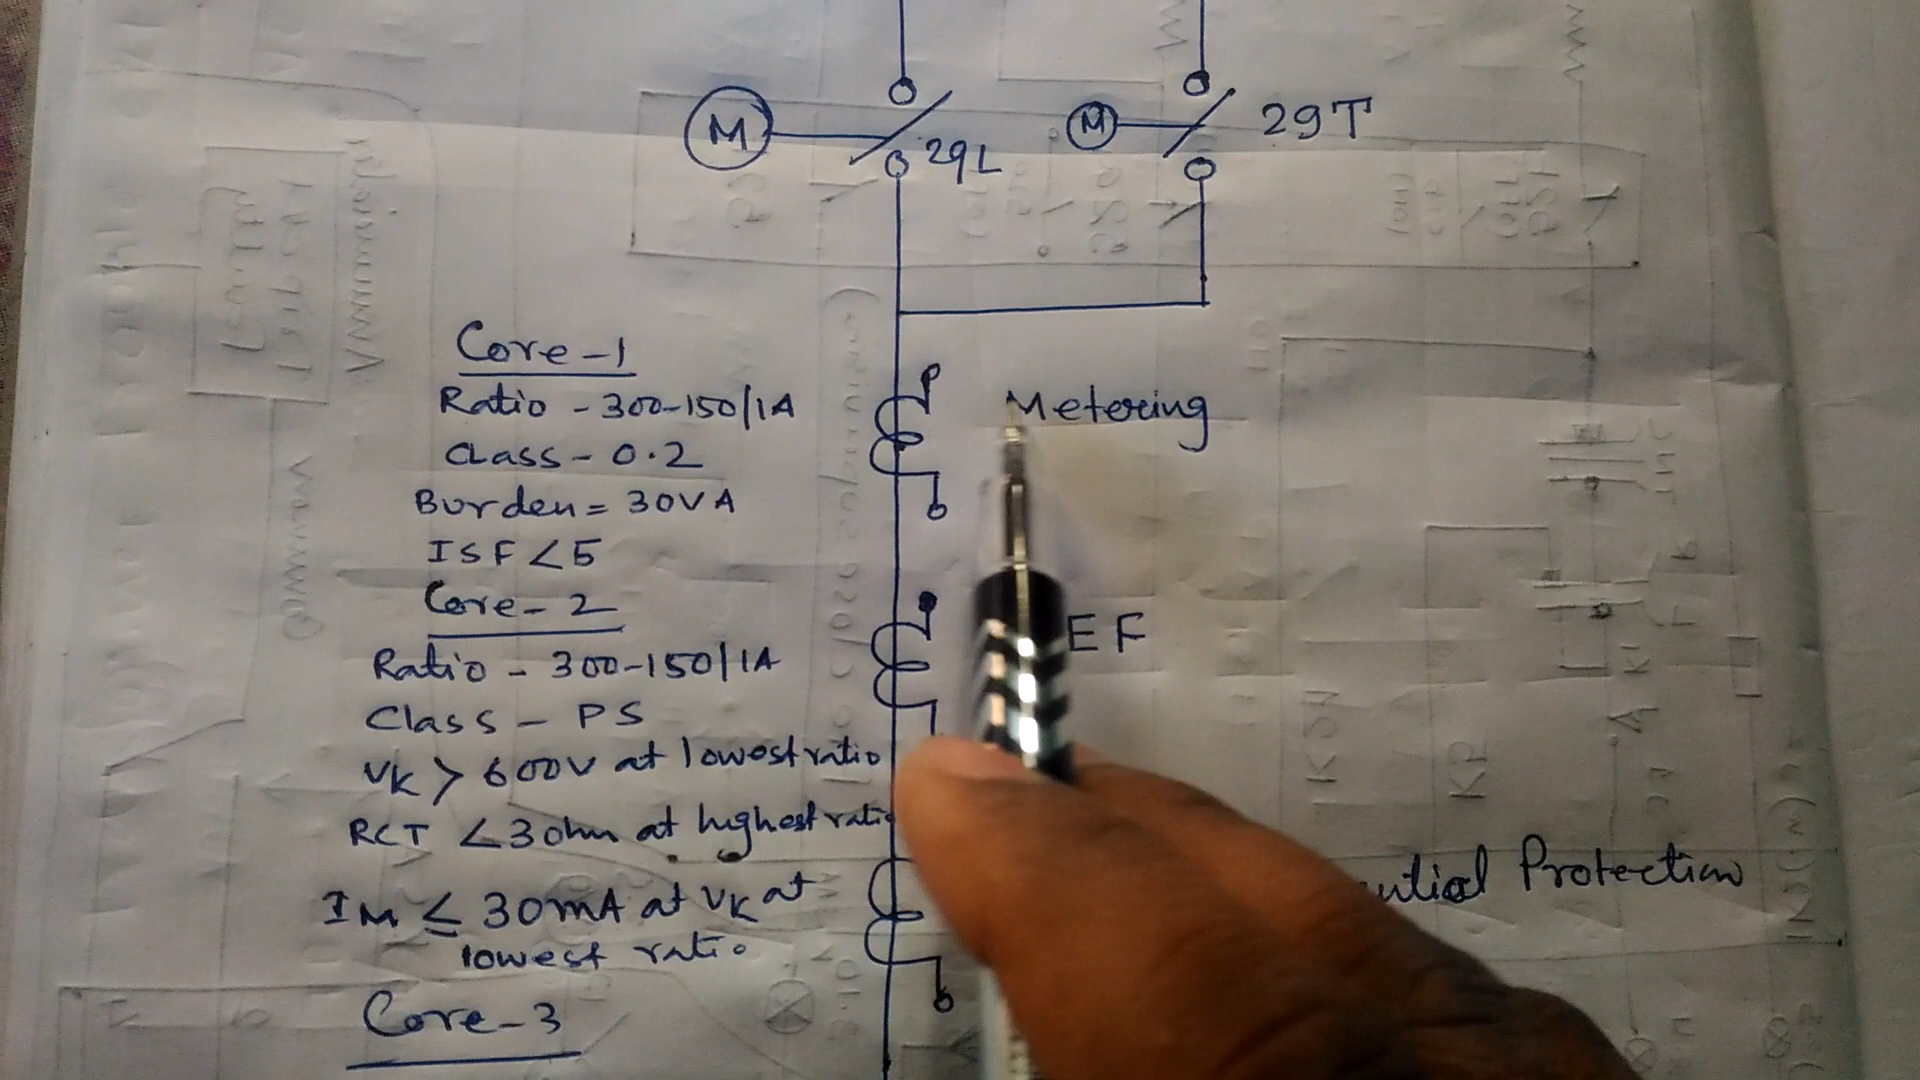 M
29L
M
29T
Core-1
Ratio - 300-150/1A
Class - 0.2
Burden = 30VA
ISF < 5
Metering
Core-2
Ratio - 300-150/1A
Class - PS
VK > 600V at lowest ratio
RCT < 3ohm at highest ratio
IM ≤ 30mA at VK at
lowest ratio
EF
Protection
Core-3